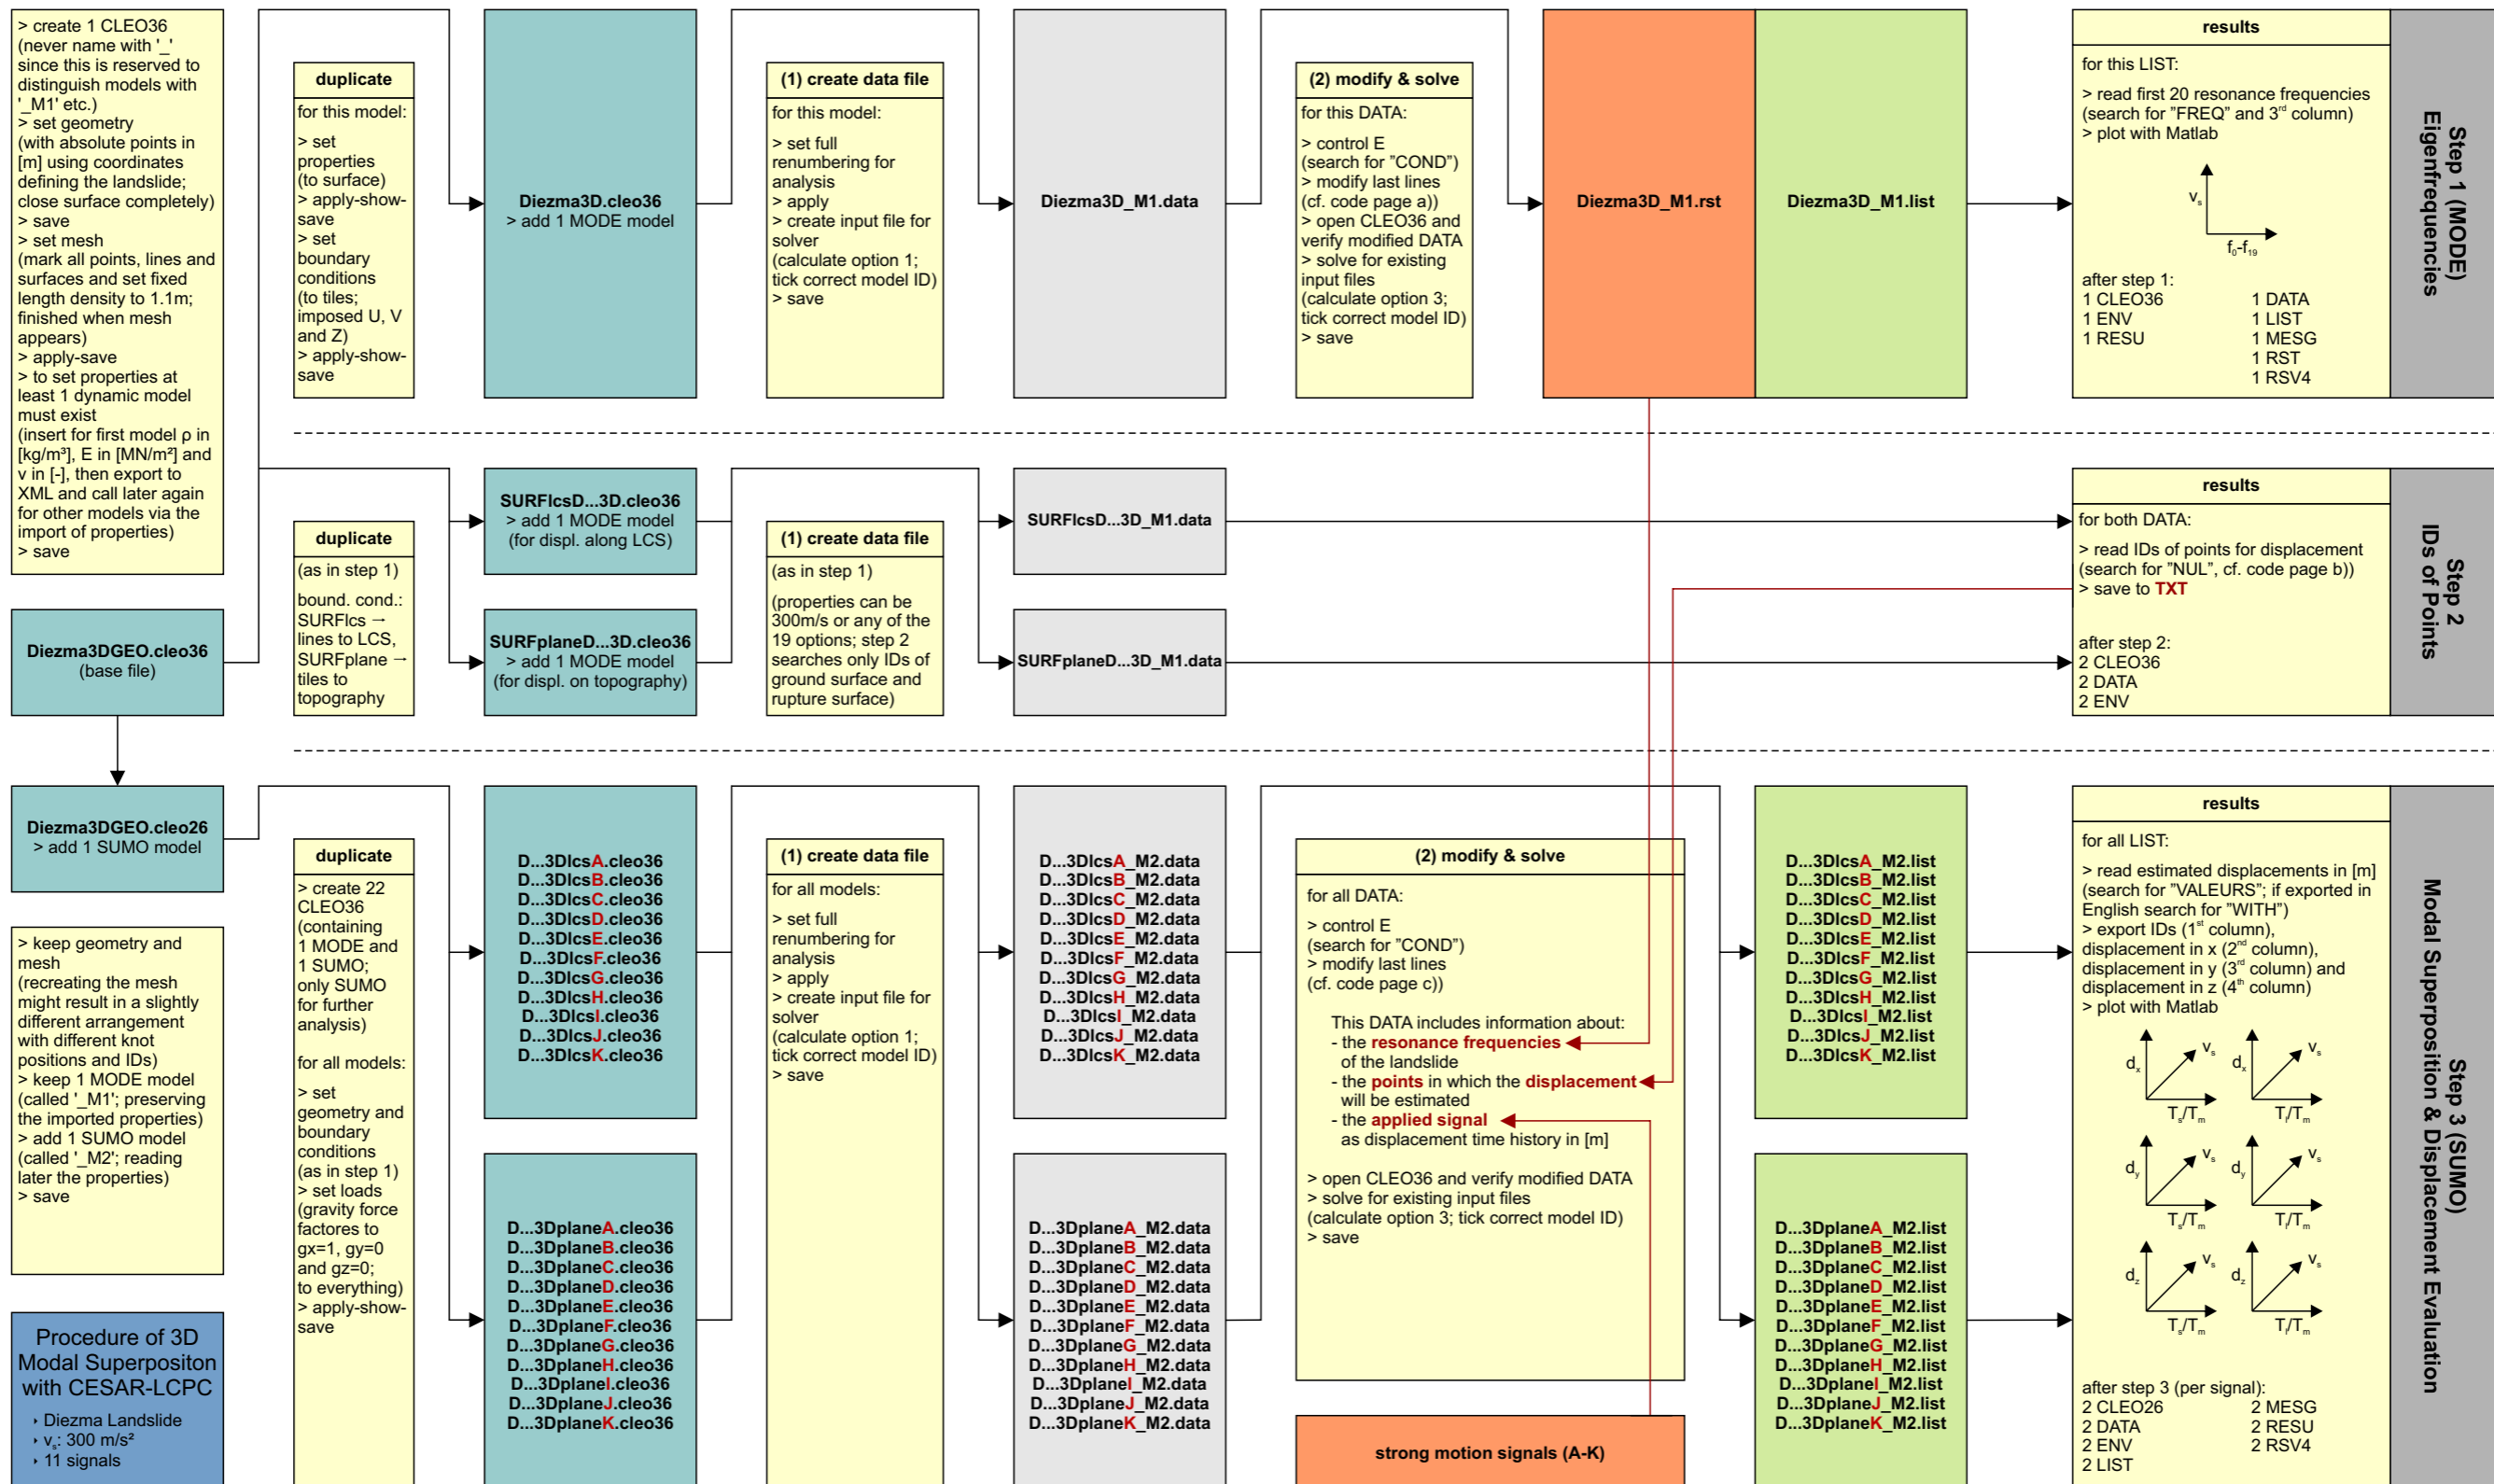 > create 1 CLEO36
(never name with '_'
since this is reserved to
distinguish models with
'_M1' etc.)
> set geometry
(with absolute points in
[m] using coordinates
defining the landslide;
close surface completely)
> save
> set mesh
(mark all points, lines and
surfaces and set fixed
length density to 1.1m;
finished when mesh
appears)
> apply-save
> to set properties at
least 1 dynamic model
must exist
(insert for first model ρ in
[kg/m³], E in [MN/m²] and
v in [-], then export to
XML and call later again
for other models via the
import of properties)
> save
Diezma3DGEO.cleo36
(base file)
Diezma3DGEO.cleo26
> add 1 SUMO model
> keep geometry and
mesh
(recreating the mesh
might result in a slightly
different arrangement
with different knot
positions and IDs)
> keep 1 MODE model
(called '_M1'; preserving
the imported properties)
> add 1 SUMO model
(called '_M2'; reading
later the properties)
> save
Procedure of 3D
Modal Superpositon
with CESAR-LCPC
‣ Diezma Landslide
‣ vs: 300 m/s²
‣ 11 signals
duplicate
for this model:
> set
properties
(to surface)
> apply-show-
save
> set
boundary
conditions
(to tiles;
imposed U, V
and Z)
> apply-show-
save
Diezma3D.cleo36
> add 1 MODE model
(1) create data file
for this model:
> set full
renumbering for
analysis
> apply
> create input file for
solver
(calculate option 1;
tick correct model ID)
> save
Diezma3D_M1.data
(2) modify & solve
for this DATA:
> control E
(search for ”COND”)
> modify last lines
(cf. code page a))
> open CLEO36 and
verify modified DATA
> solve for existing
input files
(calculate option 3;
tick correct model ID)
> save
Diezma3D_M1.rst
Diezma3D_M1.list
results
for this LIST:
> read first 20 resonance frequencies
(search for ”FREQ” and 3rd column)
> plot with Matlab
vs
f0-f19
after step 1:
1 CLEO36 1 DATA
1 ENV 1 LIST
1 RESU 1 MESG
1 RST
1 RSV4
Step 1 (MODE)
Eigenfrequencies
duplicate
(as in step 1)
bound. cond.:
SURFlcs →
lines to LCS,
SURFplane →
tiles to
topography
SURFlcsD...3D.cleo36
> add 1 MODE model
(for displ. along LCS)
SURFplaneD...3D.cleo36
> add 1 MODE model
(for displ. on topography)
(1) create data file
(as in step 1)
(properties can be
300m/s or any of the
19 options; step 2
searches only IDs of
ground surface and
rupture surface)
SURFlcsD...3D_M1.data
SURFplaneD...3D_M1.data
results
for both DATA:
> read IDs of points for displacement
(search for ”NUL”, cf. code page b))
> save to TXT
after step 2:
2 CLEO36
2 DATA
2 ENV
Step 2
IDs of Points
duplicate
> create 22
CLEO36
(containing
1 MODE and
1 SUMO;
only SUMO
for further
analysis)
for all models:
> set
geometry and
boundary
conditions
(as in step 1)
> set loads
(gravity force
factores to
gx=1, gy=0
and gz=0;
to everything)
> apply-show-
save
D...3DlcsA.cleo36
D...3DlcsB.cleo36
D...3DlcsC.cleo36
D...3DlcsD.cleo36
D...3DlcsE.cleo36
D...3DlcsF.cleo36
D...3DlcsG.cleo36
D...3DlcsH.cleo36
D...3DlcsI.cleo36
D...3DlcsJ.cleo36
D...3DlcsK.cleo36
D...3DplaneA.cleo36
D...3DplaneB.cleo36
D...3DplaneC.cleo36
D...3DplaneD.cleo36
D...3DplaneE.cleo36
D...3DplaneF.cleo36
D...3DplaneG.cleo36
D...3DplaneH.cleo36
D...3DplaneI.cleo36
D...3DplaneJ.cleo36
D...3DplaneK.cleo36
(1) create data file
for all models:
> set full
renumbering for
analysis
> apply
> create input file for
solver
(calculate option 1;
tick correct model ID)
> save
D...3DlcsA_M2.data
D...3DlcsB_M2.data
D...3DlcsC_M2.data
D...3DlcsD_M2.data
D...3DlcsE_M2.data
D...3DlcsF_M2.data
D...3DlcsG_M2.data
D...3DlcsH_M2.data
D...3DlcsI_M2.data
D...3DlcsJ_M2.data
D...3DlcsK_M2.data
D...3DplaneA_M2.data
D...3DplaneB_M2.data
D...3DplaneC_M2.data
D...3DplaneD_M2.data
D...3DplaneE_M2.data
D...3DplaneF_M2.data
D...3DplaneG_M2.data
D...3DplaneH_M2.data
D...3DplaneI_M2.data
D...3DplaneJ_M2.data
D...3DplaneK_M2.data
(2) modify & solve
for all DATA:
> control E
(search for ”COND”)
> modify last lines
(cf. code page c))
This DATA includes information about:
- the resonance frequencies
of the landslide
- the points in which the displacement
will be estimated
- the applied signal
as displacement time history in [m]
> open CLEO36 and verify modified DATA
> solve for existing input files
(calculate option 3; tick correct model ID)
> save
strong motion signals (A-K)
D...3DlcsA_M2.list
D...3DlcsB_M2.list
D...3DlcsC_M2.list
D...3DlcsD_M2.list
D...3DlcsE_M2.list
D...3DlcsF_M2.list
D...3DlcsG_M2.list
D...3DlcsH_M2.list
D...3DlcsI_M2.list
D...3DlcsJ_M2.list
D...3DlcsK_M2.list
D...3DplaneA_M2.list
D...3DplaneB_M2.list
D...3DplaneC_M2.list
D...3DplaneD_M2.list
D...3DplaneE_M2.list
D...3DplaneF_M2.list
D...3DplaneG_M2.list
D...3DplaneH_M2.list
D...3DplaneI_M2.list
D...3DplaneJ_M2.list
D...3DplaneK_M2.list
results
for all LIST:
> read estimated displacements in [m]
(search for ”VALEURS”; if exported in
English search for ”WITH”)
> export IDs (1st column),
displacement in x (2nd column),
displacement in y (3rd column) and
displacement in z (4th column)
> plot with Matlab
dx vs dx vs
Ts/Tm Tl/Tm
dy vs dy vs
Ts/Tm Tl/Tm
dz vs dz vs
Ts/Tm Tl/Tm
after step 3 (per signal):
2 CLEO26 2 MESG
2 DATA 2 RESU
2 ENV 2 RSV4
2 LIST
Step 3 (SUMO)
Modal Superposition & Displacement Evaluation